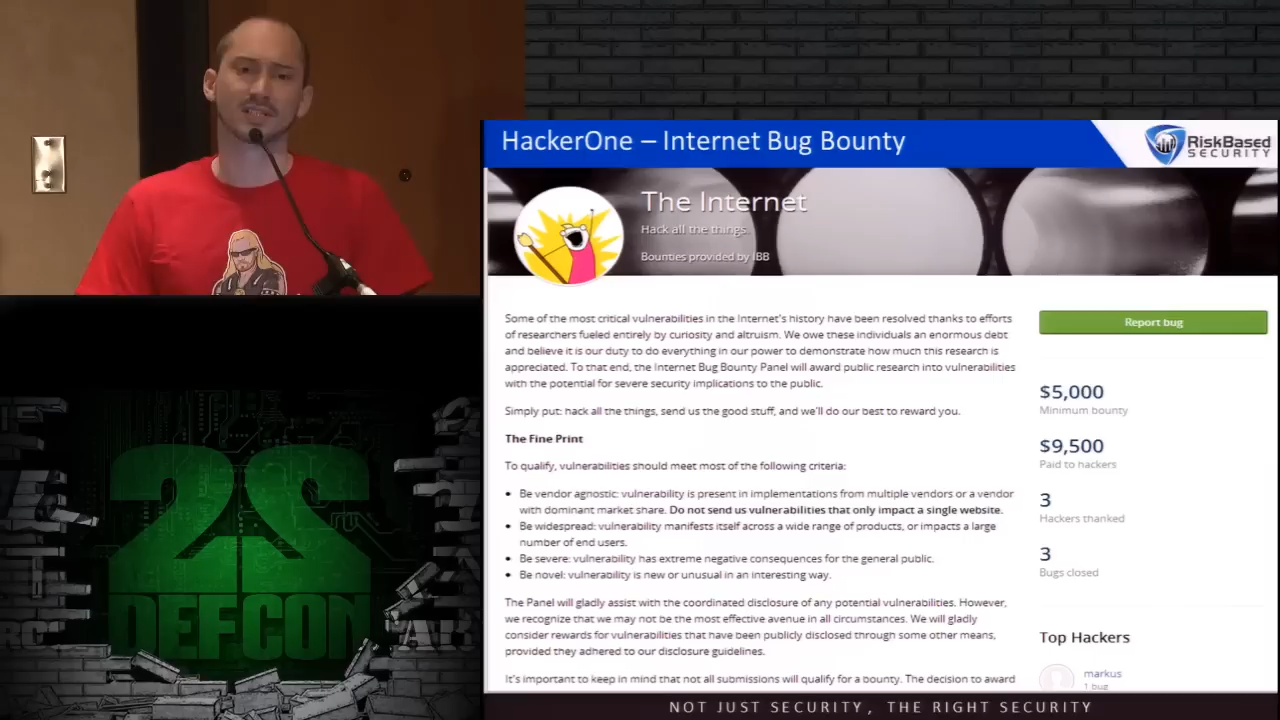 HackerOne – Internet Bug Bounty
RiskBased
SECURITY
The Internet
Hack all the things
Bounties provided by IBB
Some of the most critical vulnerabilities in the Internet's history have been resolved thanks to efforts
of researchers fueled entirely by curiosity and altruism. We owe these individuals an enormous debt
and believe it is our duty to do everything in our power to demonstrate how much this research is
appreciated. To that end, the Internet Bug Bounty Panel will award public research into vulnerabilities
with the potential for severe security implications to the public.
Simply put: hack all the things, send us the good stuff, and we'll do our best to reward you.
The Fine Print
To qualify, vulnerabilities should meet most of the following criteria:
• Be vendor agnostic: vulnerability is present in implementations from multiple vendors or a vendor
with dominant market share. Do not send us vulnerabilities that only impact a single website.
• Be widespread: vulnerability manifests itself across a wide range of products, or impacts a large
number of end users.
• Be severe: vulnerability has extreme negative consequences for the general public.
• Be novel: vulnerability is new or unusual in an interesting way.
The Panel will gladly assist with the coordinated disclosure of any potential vulnerabilities. However,
we recognize that we may not be the most effective avenue in all circumstances. We will gladly
consider rewards for vulnerabilities that have been publicly disclosed through some other means,
provided they adhered to our disclosure guidelines.
It's important to keep in mind that not all submissions will qualify for a bounty. The decision to award
Report bug
$5,000
Minimum bounty
$9,500
Paid to hackers
3
Hackers thanked
3
Bugs closed
Top Hackers
markus
1 bug
22
DEFCON
NOT JUST SECURITY, THE RIGHT SECURITY